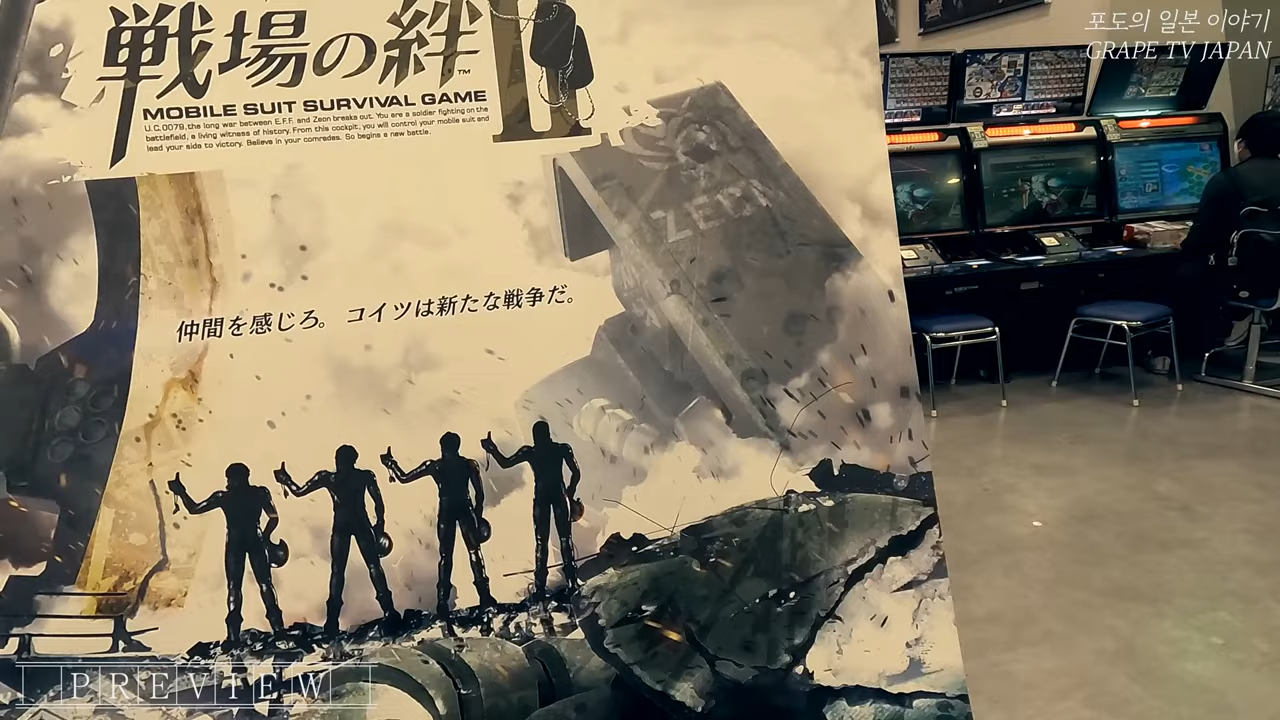 포도의 일본 이야기
GRAPE TV JAPAN
戦場の絆 II
TM
MOBILE SUIT SURVIVAL GAME
U.C.0079, the long war between E.F.F. and Zeon breaks out. You are a soldier fighting on the
battlefield, a living witness of history. From this cockpit, you will control your mobile suit and
lead your side to victory. Believe in your comrades. So begins a new battle.
ZEON
仲間を感じろ。 コイツは新たな戦争だ。
PREVIEW